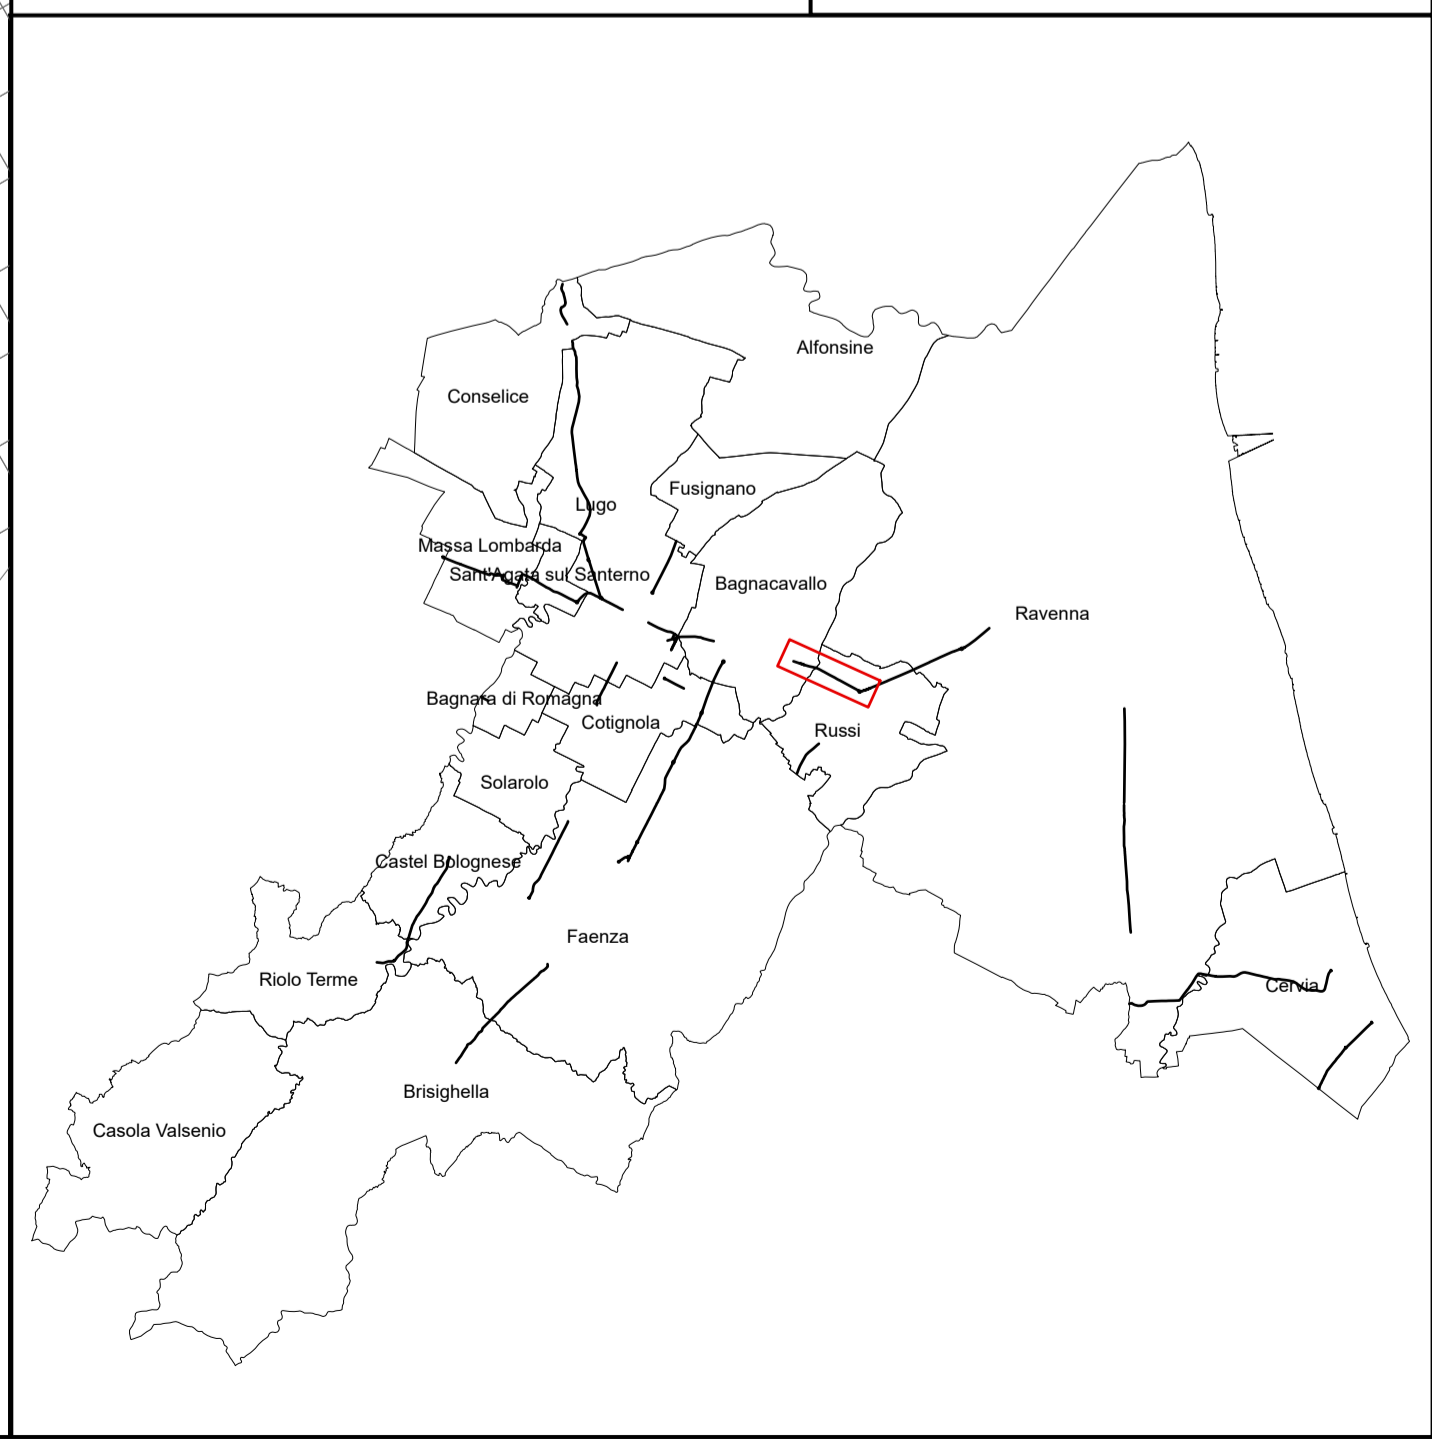 Alfonsine
Conselice
Fusignano
Lugo
Massa Lombarda
Sant'Agata sul Santerno
Bagnacavallo
Ravenna
Bagnara di Romagna
Cotignola
Russi
Solarolo
Castel Bolognese
Faenza
Riolo Terme
Cervia
Brisighella
Casola Valsenio